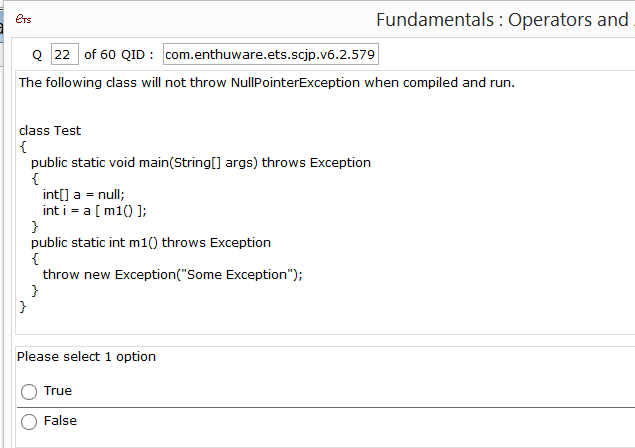 ets Fundamentals : Operators and
Q 22 of 60 QID : com.enthuware.ets.scjp.v6.2.579
The following class will not throw NullPointerException when compiled and run.
class Test
{
public static void main(String[] args) throws Exception
{
int[] a = null;
int i = a [ m1() ];
}
public static int m1() throws Exception
{
throw new Exception("Some Exception");
}
}
Please select 1 option
True
False